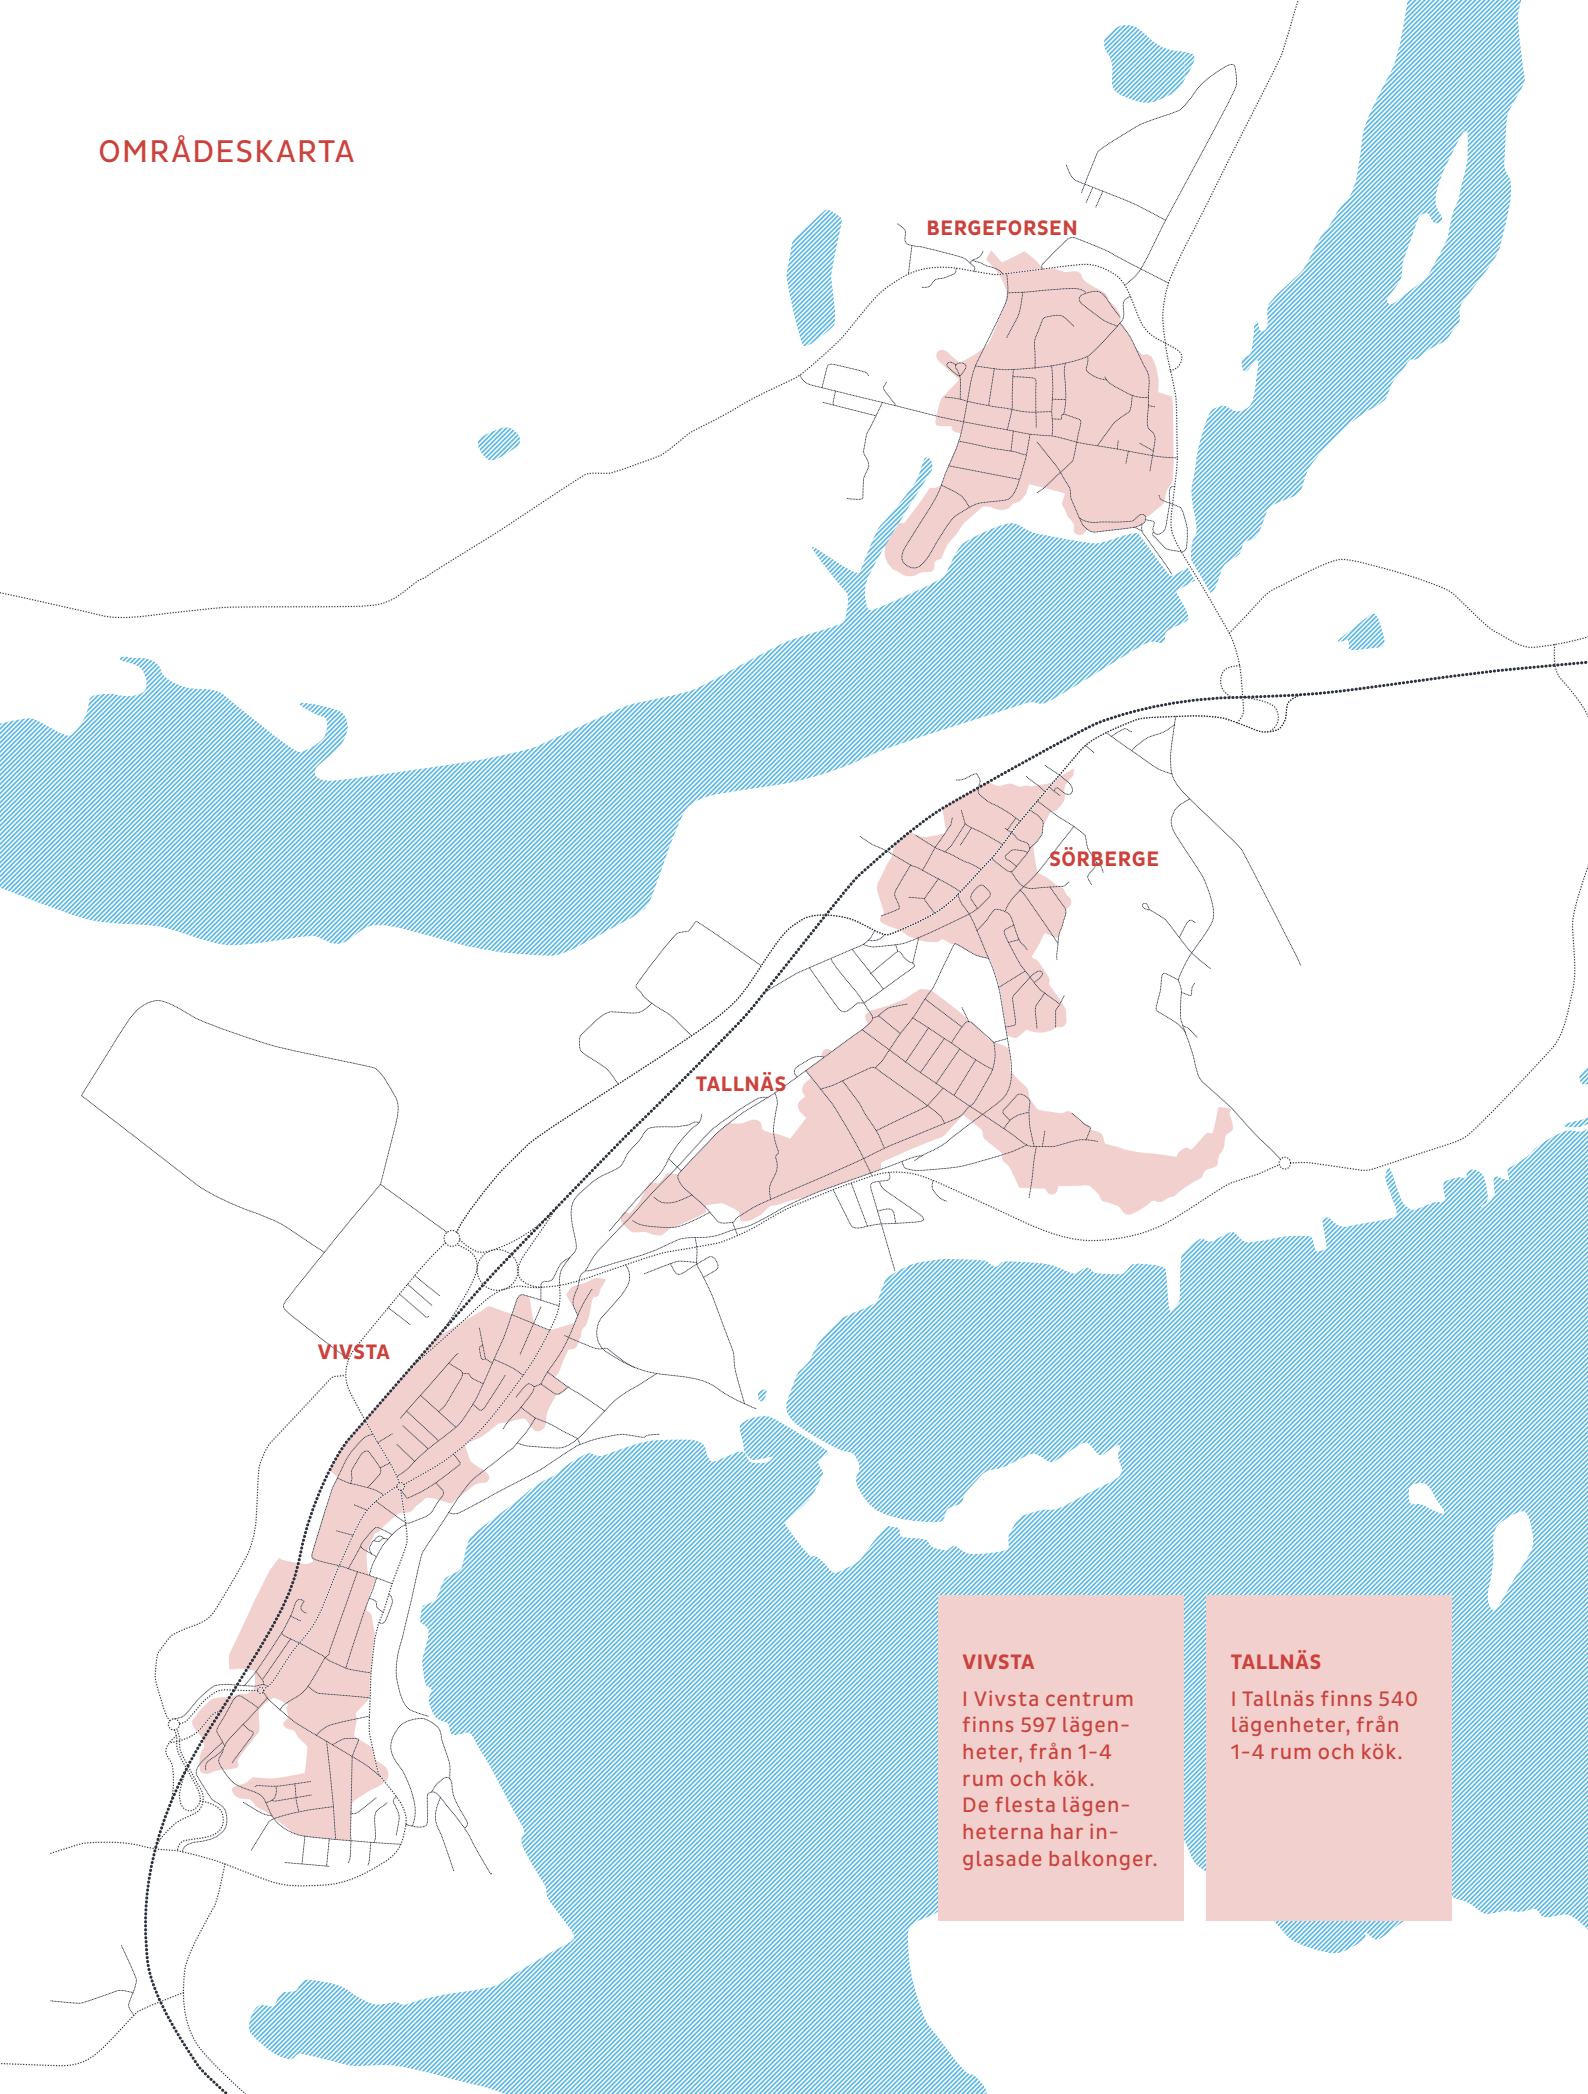 OMRÅDESKARTA
BERGEFORSEN
SÖRBERGE
TALLNÄS
VIVSTA
VIVSTA
I Vivsta centrum
finns 597 lägen-
heter, från 1-4
rum och kök.
De flesta lägen-
heterna har in-
glasade balkonger.
TALLNÄS
I Tallnäs finns 540
lägenheter, från
1-4 rum och kök.